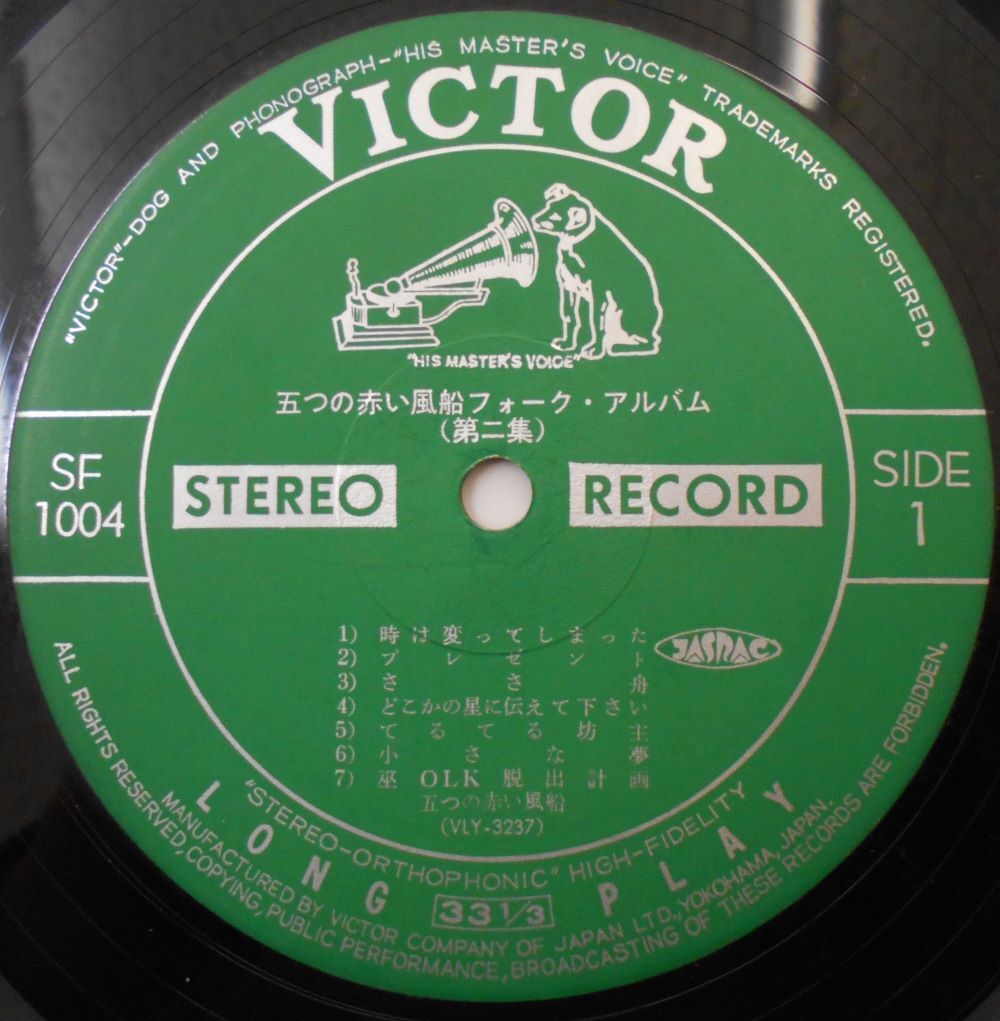 "VICTOR"-DOG AND PHONOGRAPH-"HIS MASTER'S VOICE" TRADEMARKS REGISTERED.
VICTOR
"HIS MASTER'S VOICE"
五つの赤い風船フォーク・アルバム
(第二集)
SF
1004
STEREO RECORD
SIDE
1
1) 時は変ってしまった
2) プレゼント
3) ささ舟
4) どこかの星に伝えて下さい
5) てるてる坊主
6) 小さな夢
7) 巫 OLK 脱出計画
JASRAC
五つの赤い風船
(VLY-3237)
"STEREO-ORTHOPHONIC" HIGH-FIDELITY
LONG PLAY
33 1/3
MANUFACTURED BY VICTOR COMPANY OF JAPAN LTD., YOKOHAMA, JAPAN.
ALL RIGHTS RESERVED, COPYING, PUBLIC PERFORMANCE, BROADCASTING OF THESE RECORDS ARE FORBIDDEN.